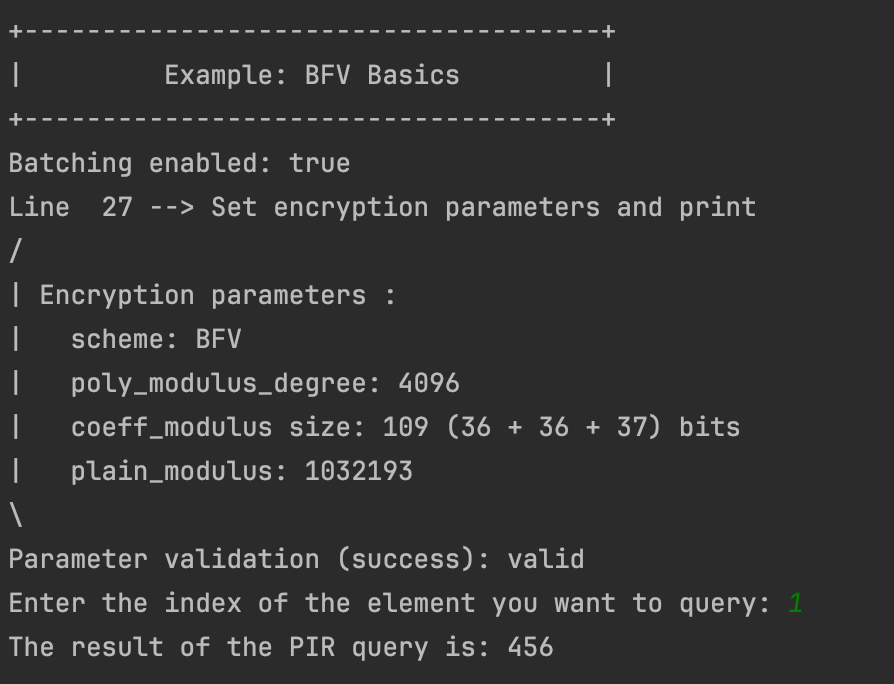 +-------------------------------------+
|         Example: BFV Basics         |
+-------------------------------------+
Batching enabled: true
Line  27 --> Set encryption parameters and print
/
| Encryption parameters :
|   scheme: BFV
|   poly_modulus_degree: 4096
|   coeff_modulus size: 109 (36 + 36 + 37) bits
|   plain_modulus: 1032193
\
Parameter validation (success): valid
Enter the index of the element you want to query: 1
The result of the PIR query is: 456